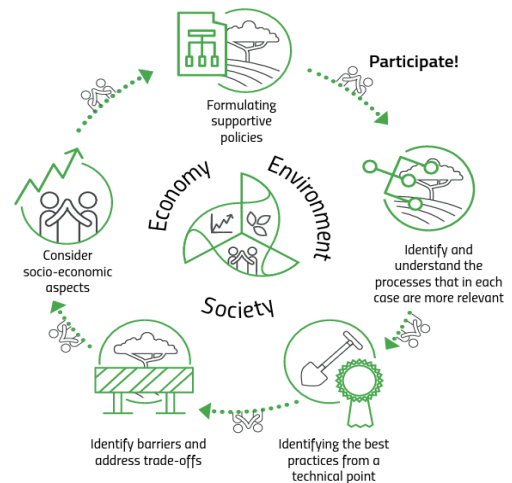 Participate!
Formulating
supportive
policies
Economy
Environment
Society
Identify and
understand the
processes that in each
case are more relevant
Identifying the best
practices from a
technical point
Identify barriers and
address trade-offs
Consider
socio-economic
aspects